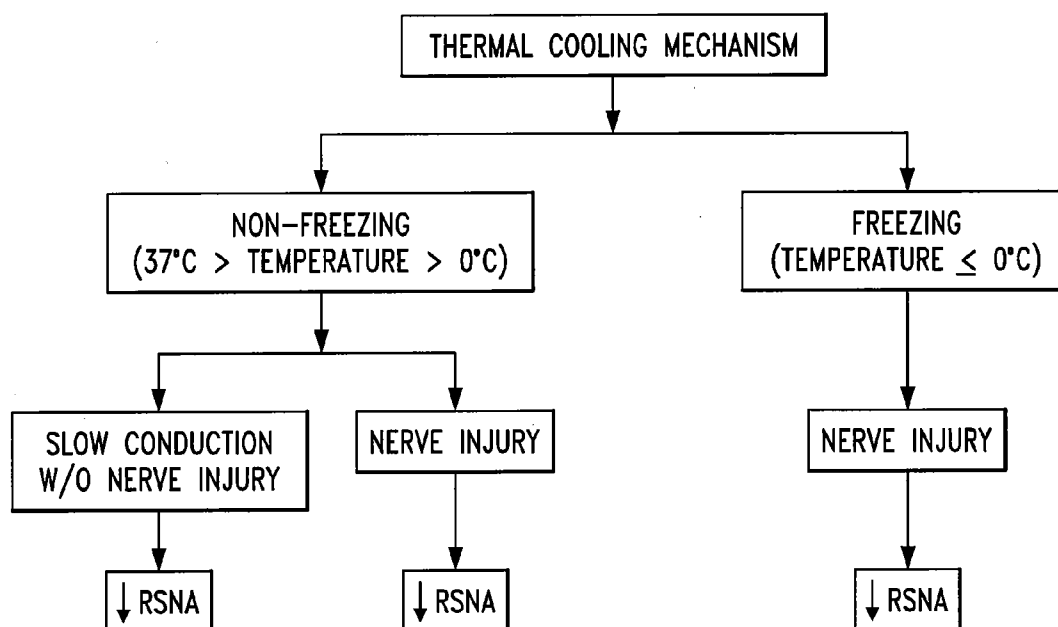 THERMAL COOLING MECHANISM
NON-FREEZING
(37°C > TEMPERATURE > 0°C)
FREEZING
(TEMPERATURE ≤ 0°C)
SLOW CONDUCTION
W/O NERVE INJURY
NERVE INJURY
NERVE INJURY
↓ RSNA
↓ RSNA
↓ RSNA